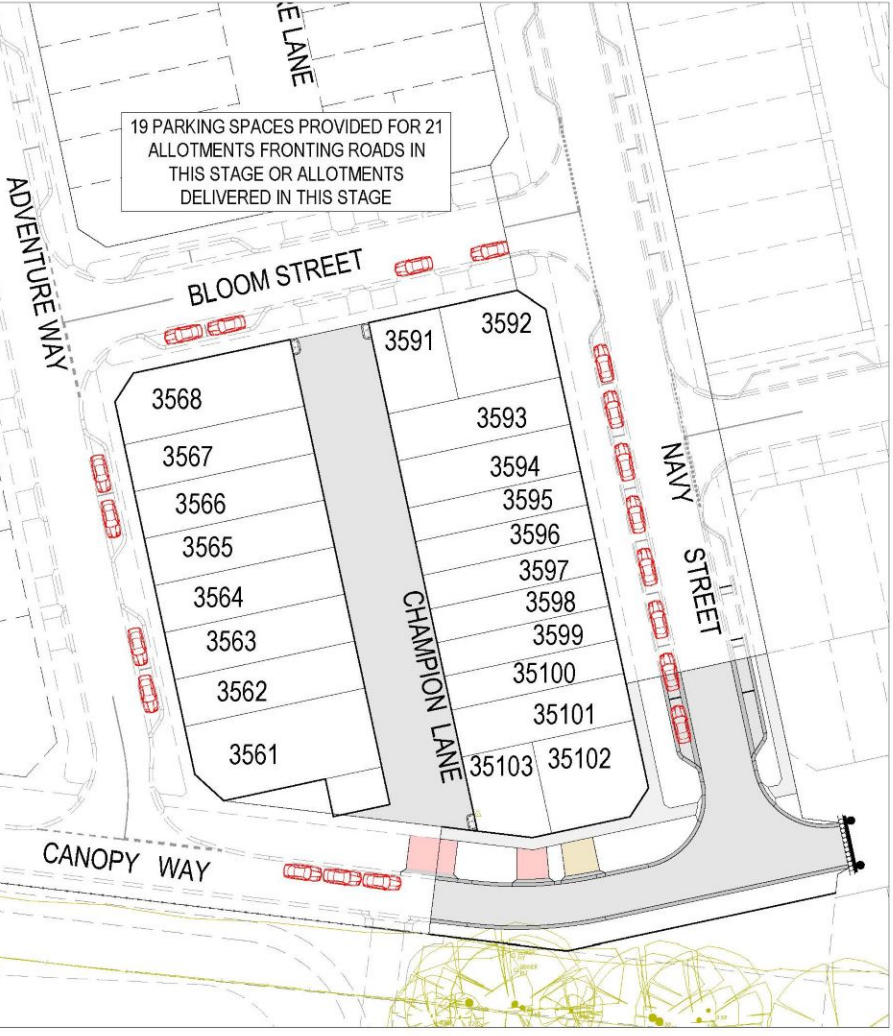 RE LANE
19 PARKING SPACES PROVIDED FOR 21
ALLOTMENTS FRONTING ROADS IN
THIS STAGE OR ALLOTMENTS
DELIVERED IN THIS STAGE
ADVENTURE WAY
BLOOM STREET
3591
3592
3568
3593
3567
3594
3566
3595
NAVY STREET
3565
3596
3597
3564
3598
CHAMPION LANE
3563
3599
3562
35100
35101
3561
35103
35102
CANOPY WAY